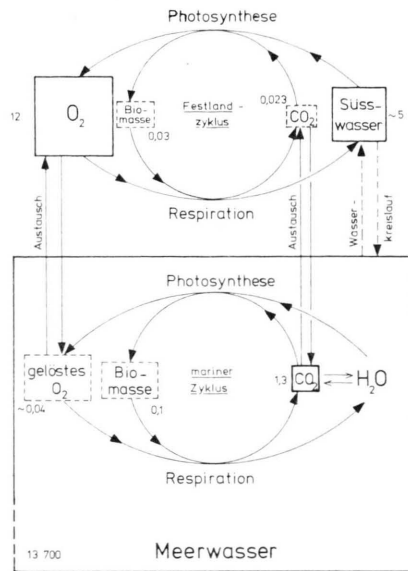 Photosynthese
12
O₂
Bio-
masse
0,03
Festland -
zyklus
0,023
CO₂
Süss-
wasser
~5
Respiration
Austausch
Austausch
Wasser-
kreislauf
Photosynthese
gelöstes
O₂
~0,04
Bio-
masse
0,1
mariner
Zyklus
1,3
CO₂
H₂O
Respiration
13 700
Meerwasser